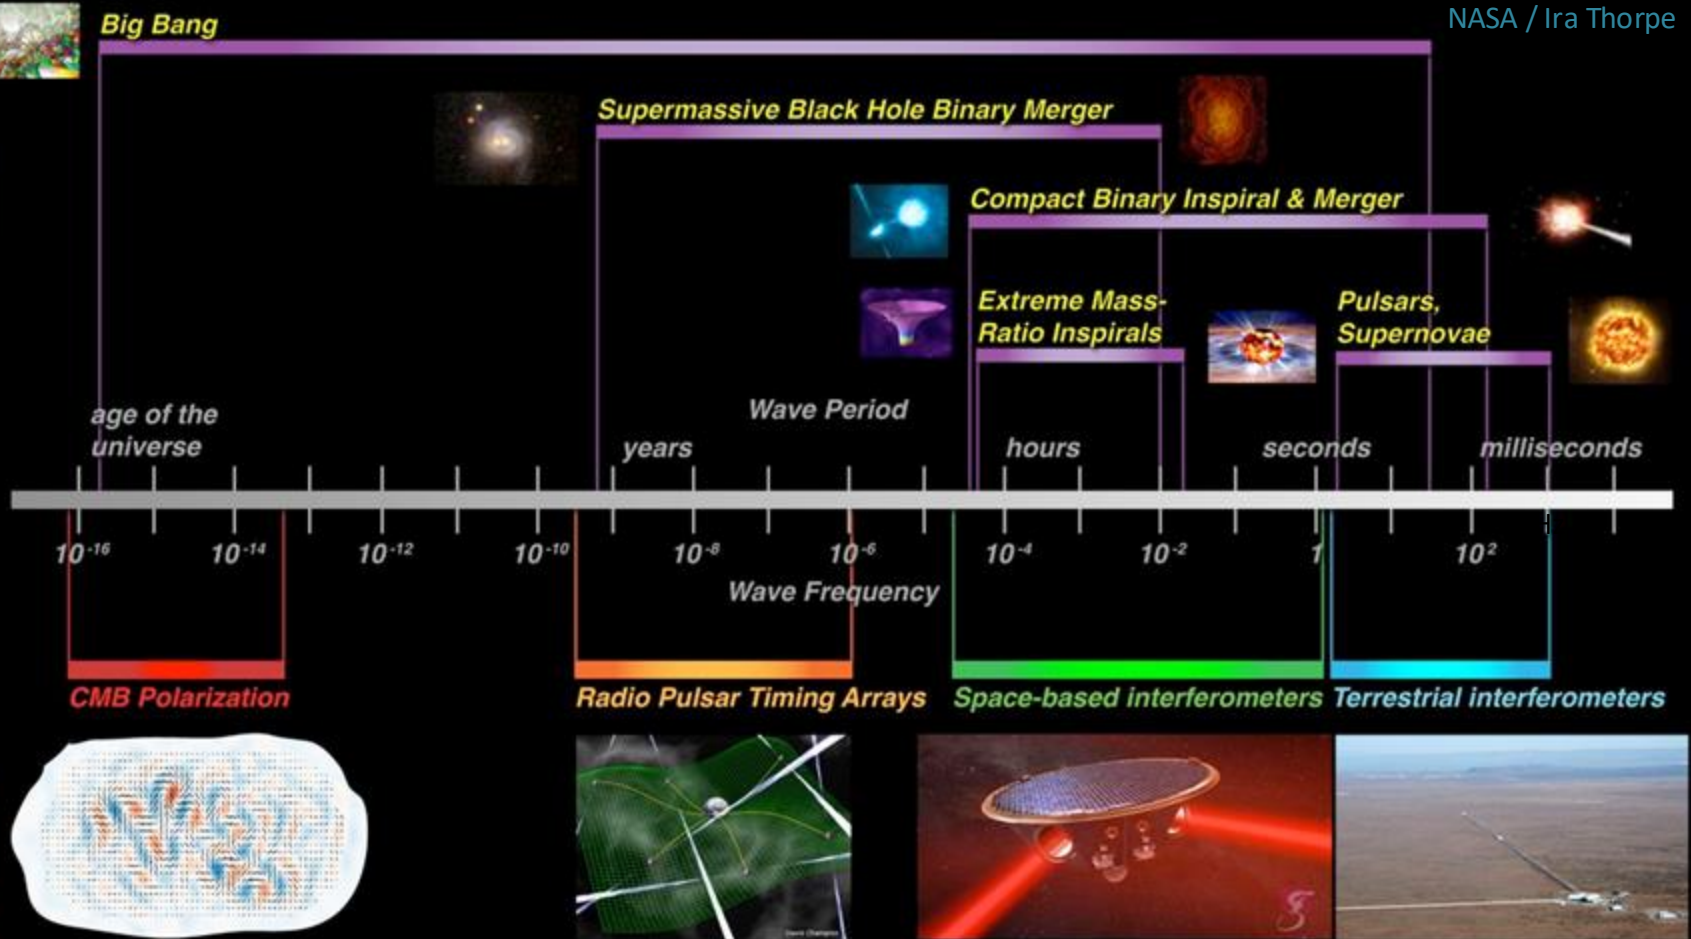 NASA / Ira Thorpe
Big Bang
Supermassive Black Hole Binary Merger
Compact Binary Inspiral & Merger
Extreme Mass-
Ratio Inspirals
Pulsars,
Supernovae
age of the
universe
Wave Period
years
hours
seconds
milliseconds
10⁻¹⁶
10⁻¹⁴
10⁻¹²
10⁻¹⁰
10⁻⁸
10⁻⁶
10⁻⁴
10⁻²
1
10²
Wave Frequency
CMB Polarization
Radio Pulsar Timing Arrays
Space-based interferometers
Terrestrial interferometers
David Champion